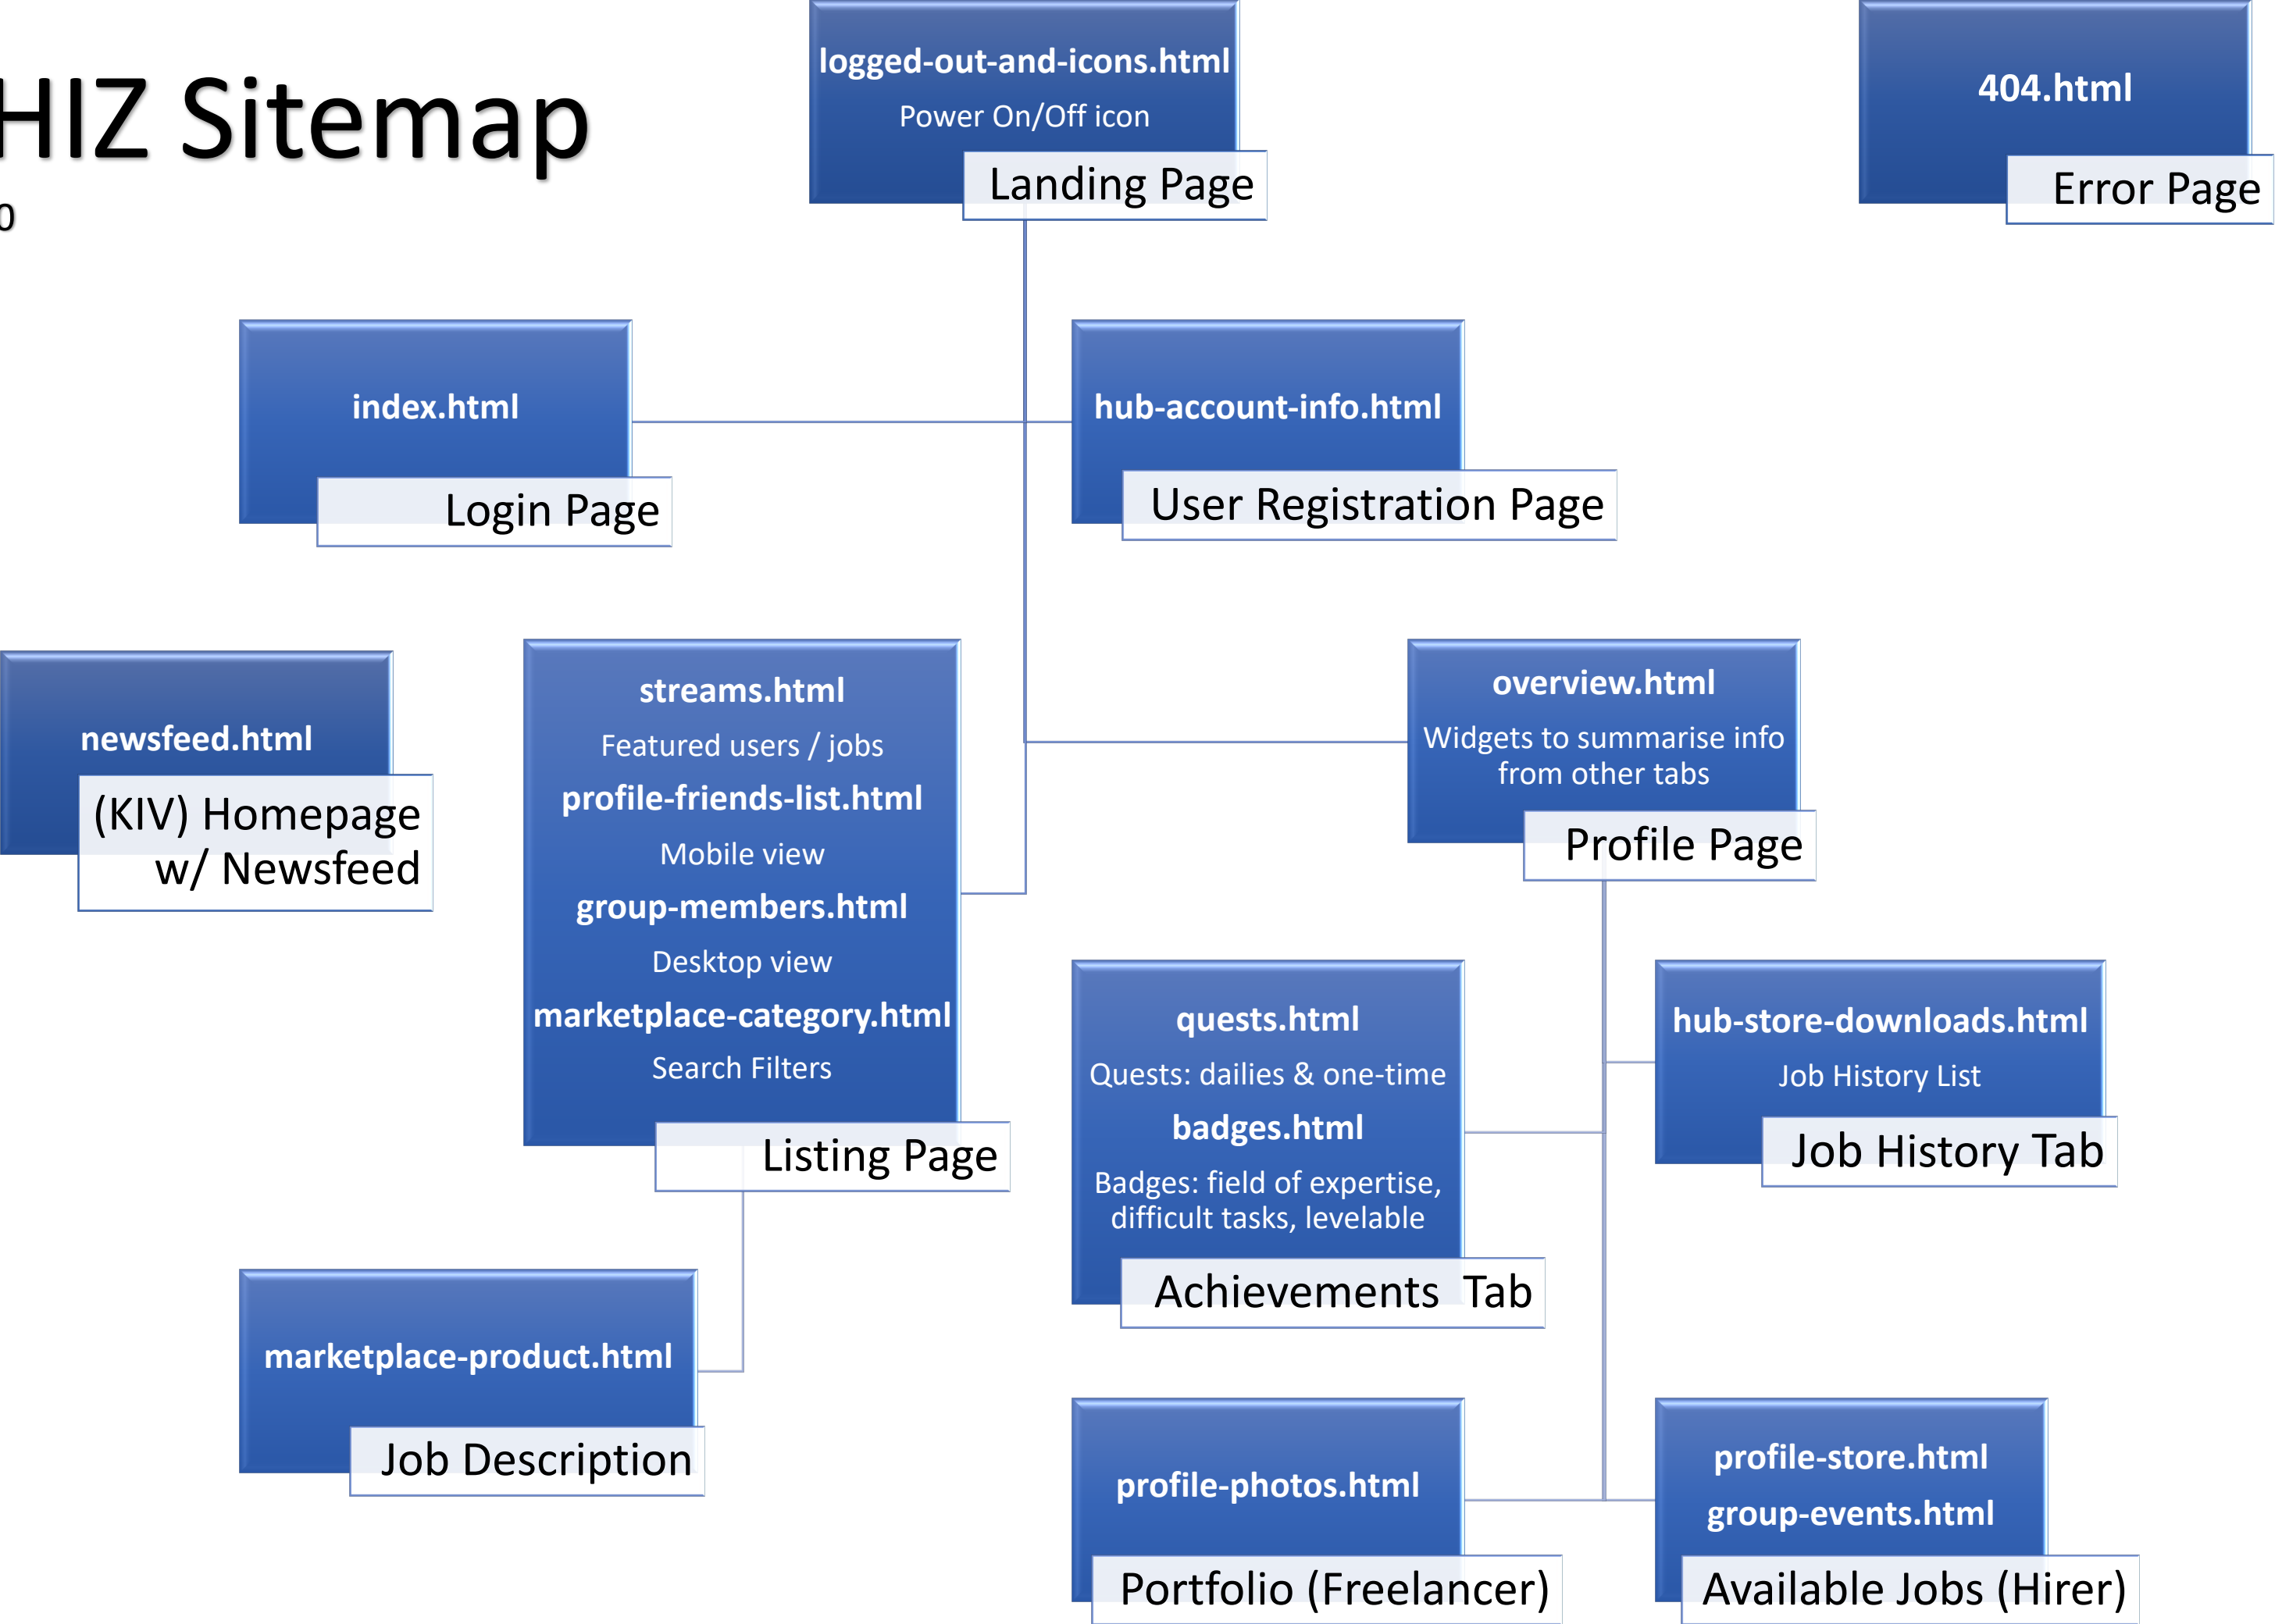 HIZ Sitemap
0
logged-out-and-icons.html
Power On/Off icon
Landing Page
404.html
Error Page
index.html
Login Page
hub-account-info.html
User Registration Page
newsfeed.html
(KIV) Homepage
w/ Newsfeed
streams.html
Featured users / jobs
profile-friends-list.html
Mobile view
group-members.html
Desktop view
marketplace-category.html
Search Filters
Listing Page
overview.html
Widgets to summarise info
from other tabs
Profile Page
quests.html
Quests: dailies & one-time
badges.html
Badges: field of expertise,
difficult tasks, levelable
Achievements Tab
hub-store-downloads.html
Job History List
Job History Tab
marketplace-product.html
Job Description
profile-photos.html
Portfolio (Freelancer)
profile-store.html
group-events.html
Available Jobs (Hirer)